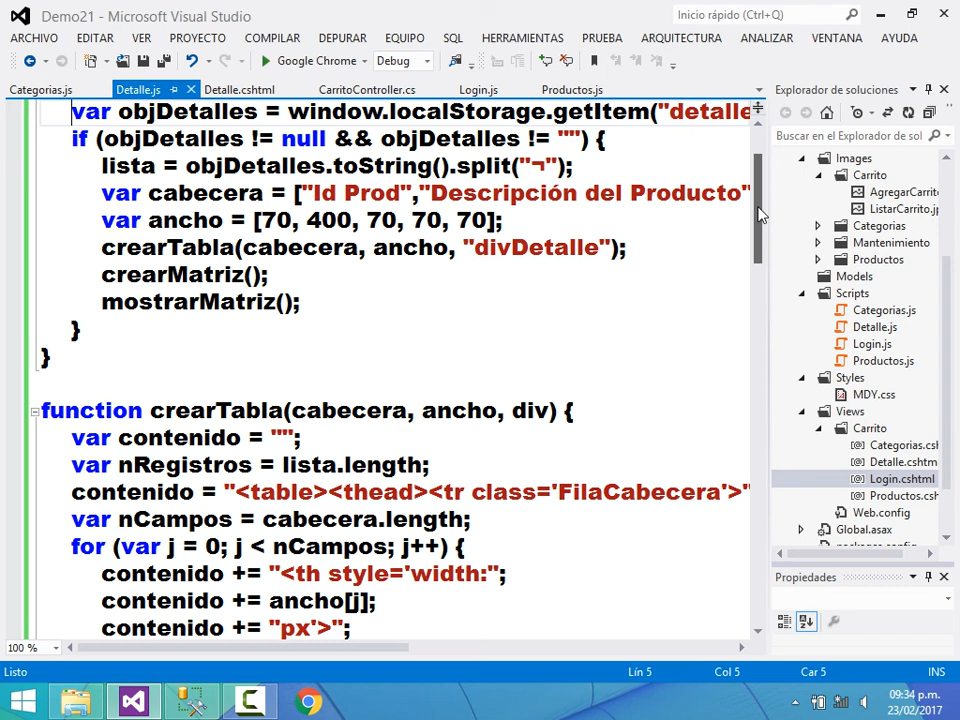 Demo21 - Microsoft Visual Studio
Inicio rápido (Ctrl+Q)
ARCHIVO EDITAR VER PROYECTO COMPILAR DEPURAR EQUIPO SQL HERRAMIENTAS PRUEBA ARQUITECTURA ANALIZAR VENTANA AYUDA
Google Chrome Debug
Categorias.js Detalle.js Detalle.cshtml CarritoController.cs Login.js Productos.js
var objDetalles = window.localStorage.getItem("detalle
if (objDetalles != null && objDetalles != "") {
lista = objDetalles.toString().split("¬");
var cabecera = ["Id Prod","Descripción del Producto"
var ancho = [70, 400, 70, 70, 70];
crearTabla(cabecera, ancho, "divDetalle");
crearMatriz();
mostrarMatriz();
}
}
function crearTabla(cabecera, ancho, div) {
var contenido = "";
var nRegistros = lista.length;
contenido = "<table><thead><tr class='FilaCabecera'>"
var nCampos = cabecera.length;
for (var j = 0; j < nCampos; j++) {
contenido += "<th style='width:";
contenido += ancho[j];
contenido += "px'>";
100 %
Explorador de soluciones
Buscar en el Explorador de sol
Images
Carrito
AgregarCarrito
ListarCarrito.jp
Categorias
Mantenimiento
Productos
Models
Scripts
Categorias.js
Detalle.js
Login.js
Productos.js
Styles
MDY.css
Views
Carrito
Categorias.csh
Detalle.cshtm
Login.cshtml
Productos.csh
Web.config
Global.asax
packages.config
Propiedades
Listo Lín 5 Col 5 Car 5 INS
09:34 p.m.
23/02/2017